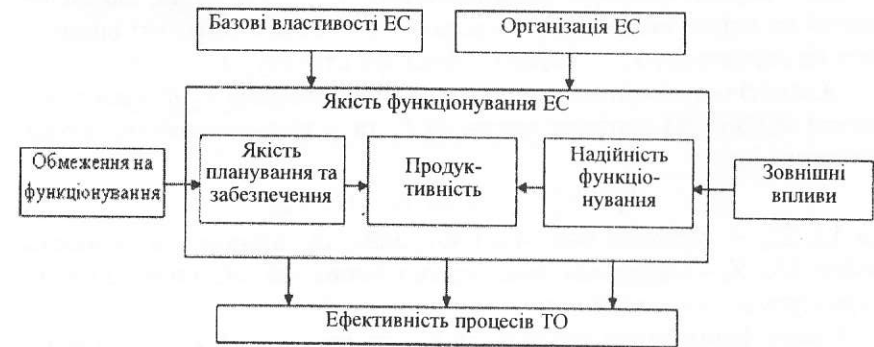 Базові властивості ЕС
Організація ЕС
Якість функціонування ЕС
Обмеження на
функціонування
Якість
планування та
забезпечення
Продук-
тивність
Надійність
функціо-
нування
Зовнішні
впливи
Ефективність процесів ТО